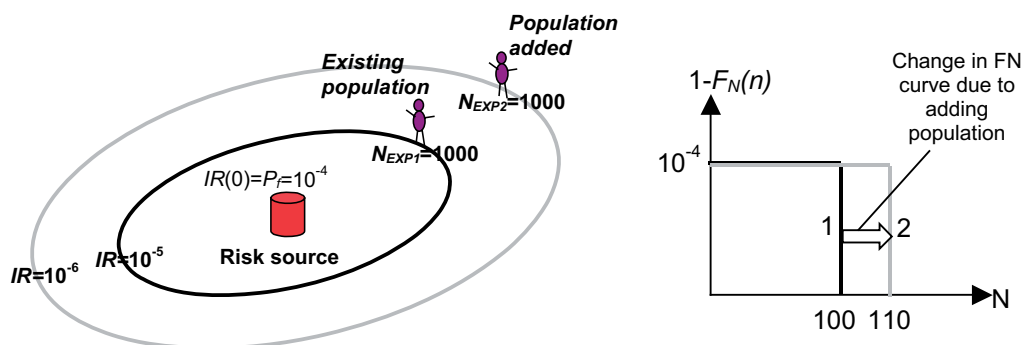 Population
added
Existing
population
N_EXP2=1000
N_EXP1=1000
IR(0)=P_f=10^-4
Risk source
IR=10^-5
IR=10^-6
Change in FN
curve due to
adding
population
1-F_N(n)
10^-4
1
2
N
100
110